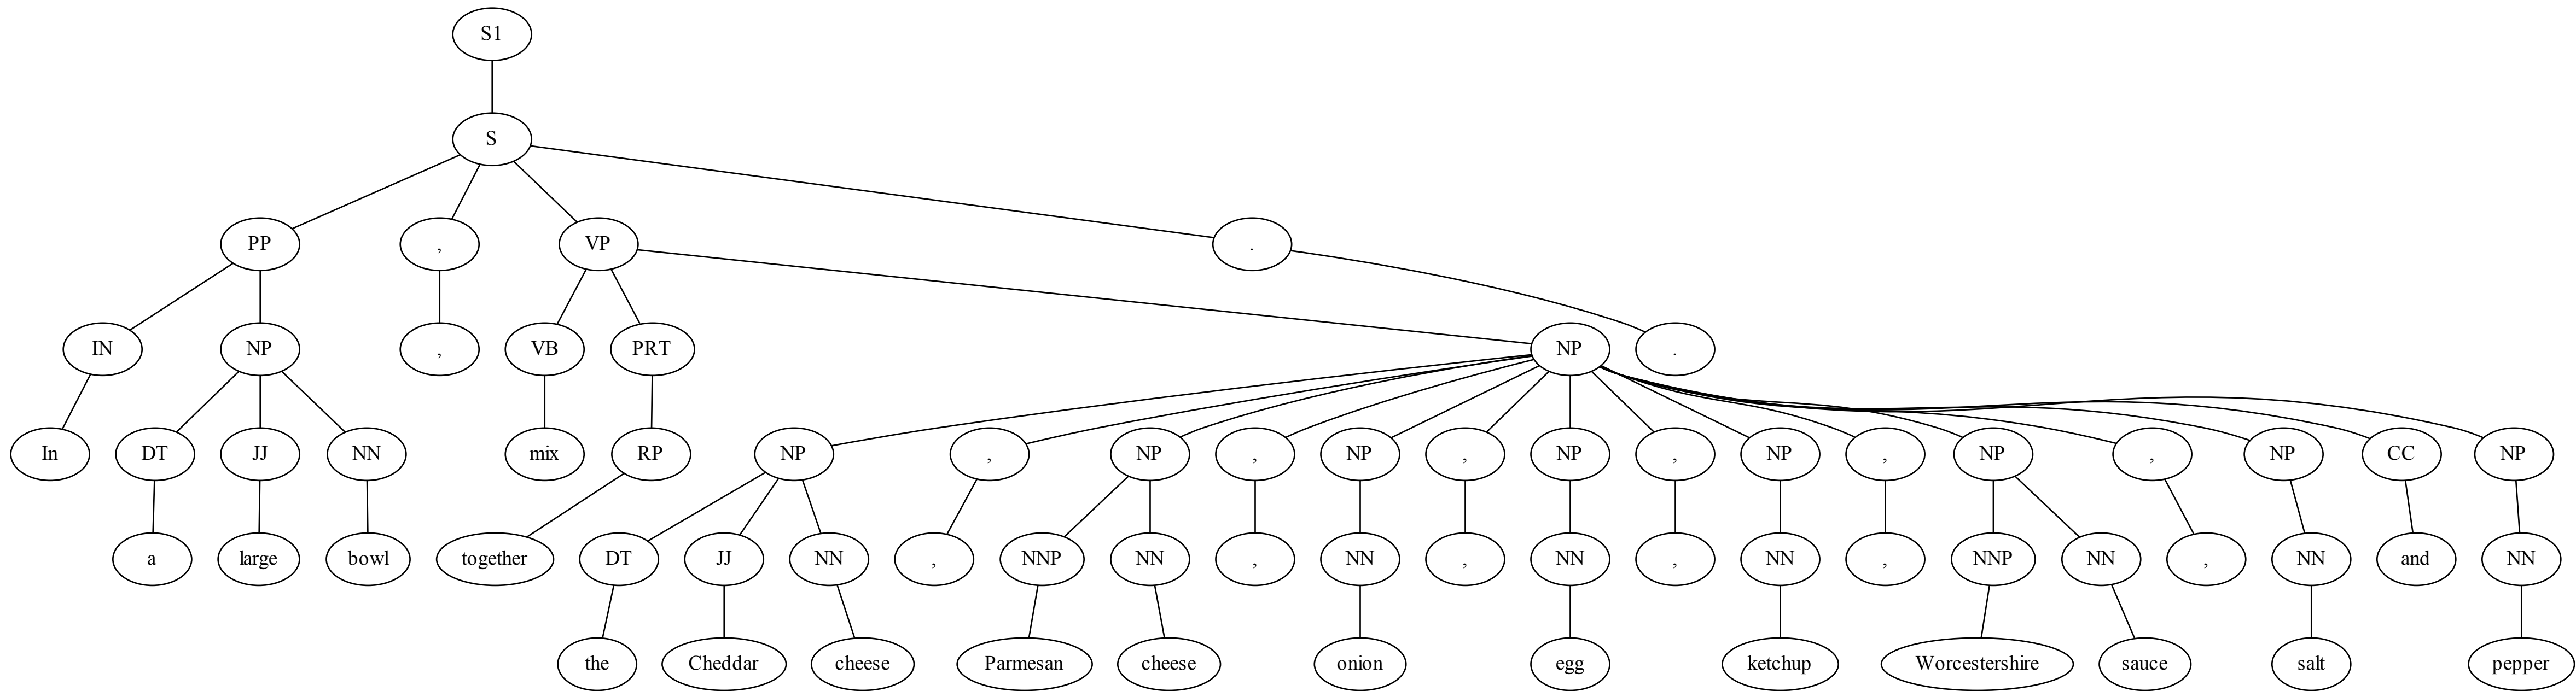 S1
S
PP , VP .
IN NP , VB PRT NP .
In DT JJ NN mix RP NP , NP , NP , NP , NP , NP , NP CC NP
a large bowl together DT JJ NN , NNP NN , NN , NN , NN , NNP NN , NN and NN
the Cheddar cheese Parmesan cheese onion egg ketchup Worcestershire sauce salt pepper